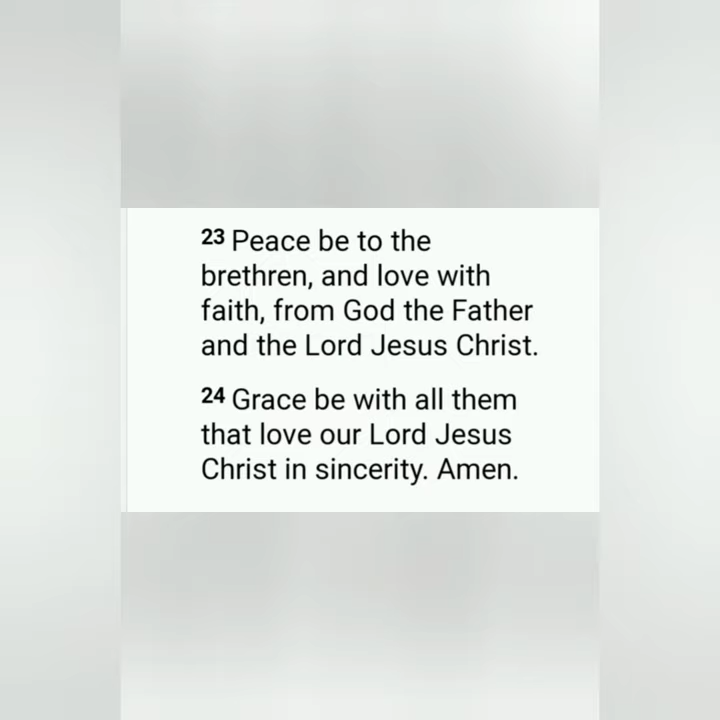 23 Peace be to the
brethren, and love with
faith, from God the Father
and the Lord Jesus Christ.
24 Grace be with all them
that love our Lord Jesus
Christ in sincerity. Amen.